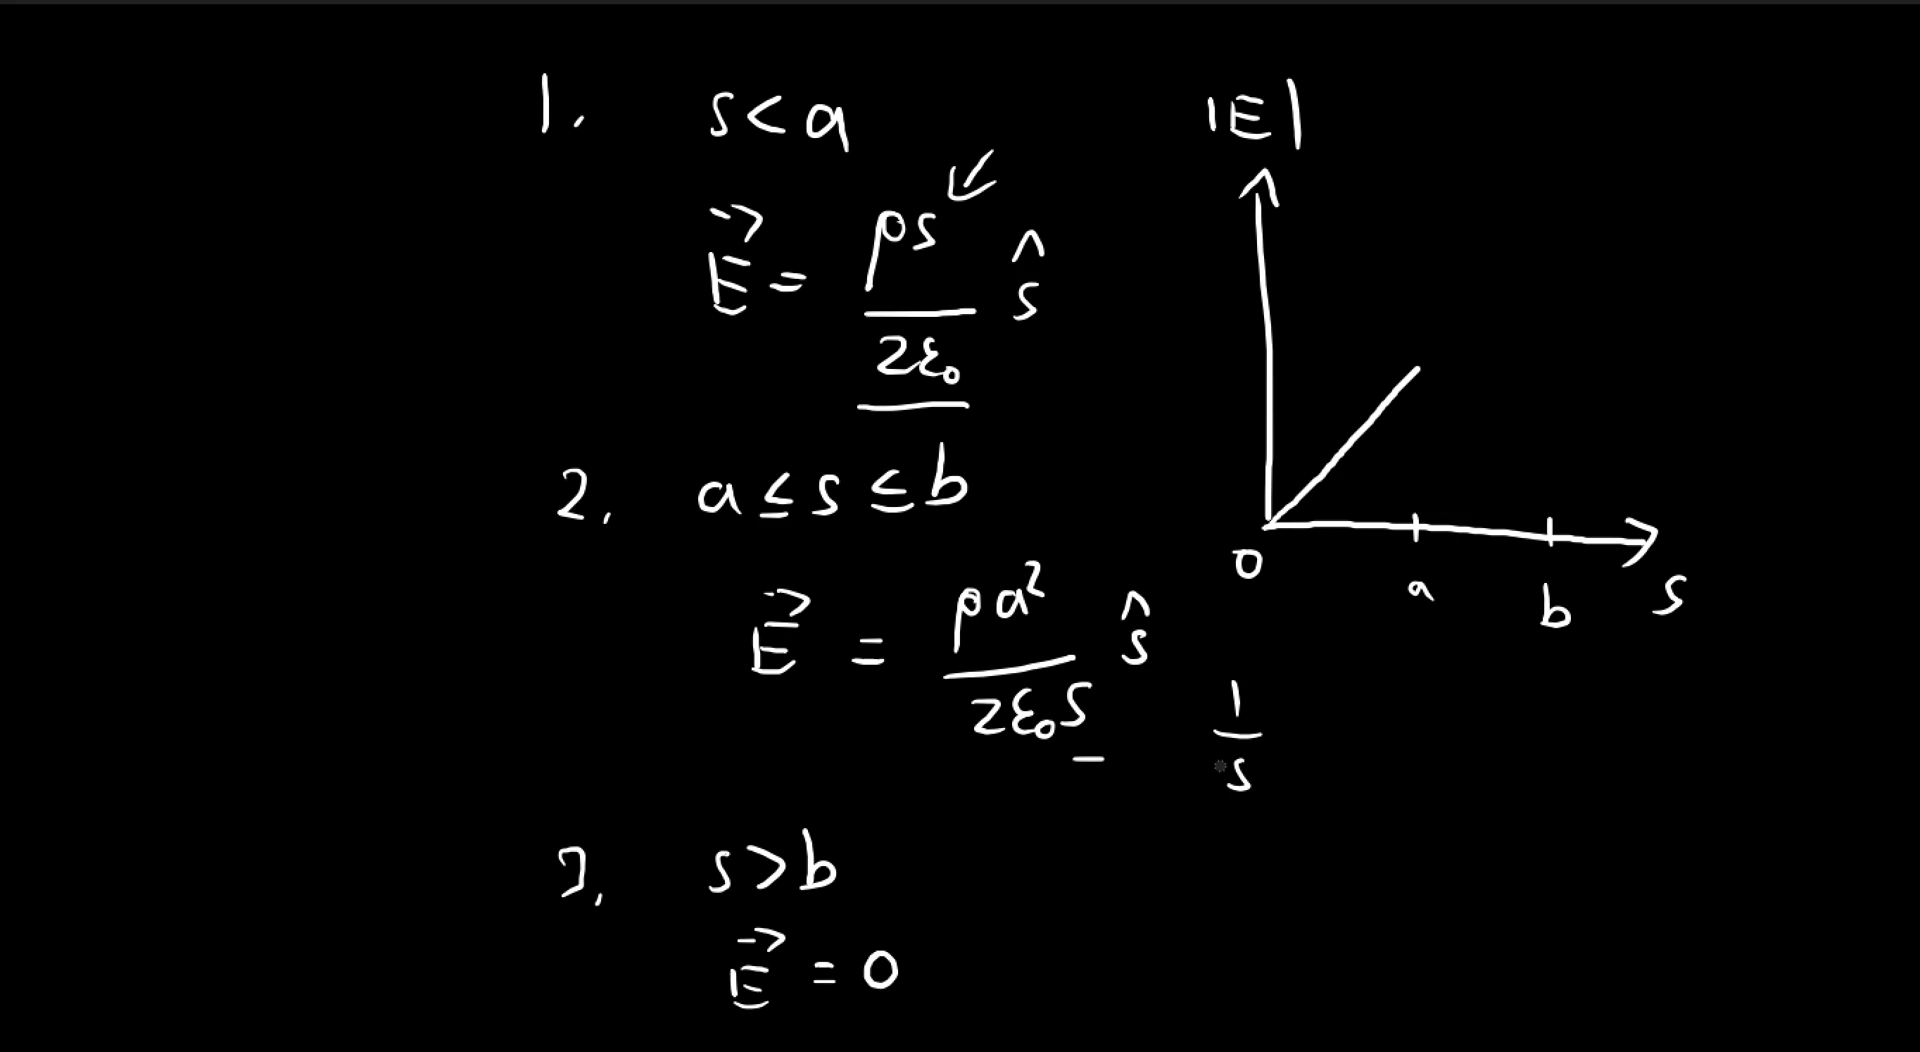 1. s<a
E⃗ = ρs/2ε₀ ŝ
2. a ≤ s ≤ b
E⃗ = ρa²/2ε₀s ŝ
1/s
3. s>b
E⃗ = 0
|E|
0 a b s